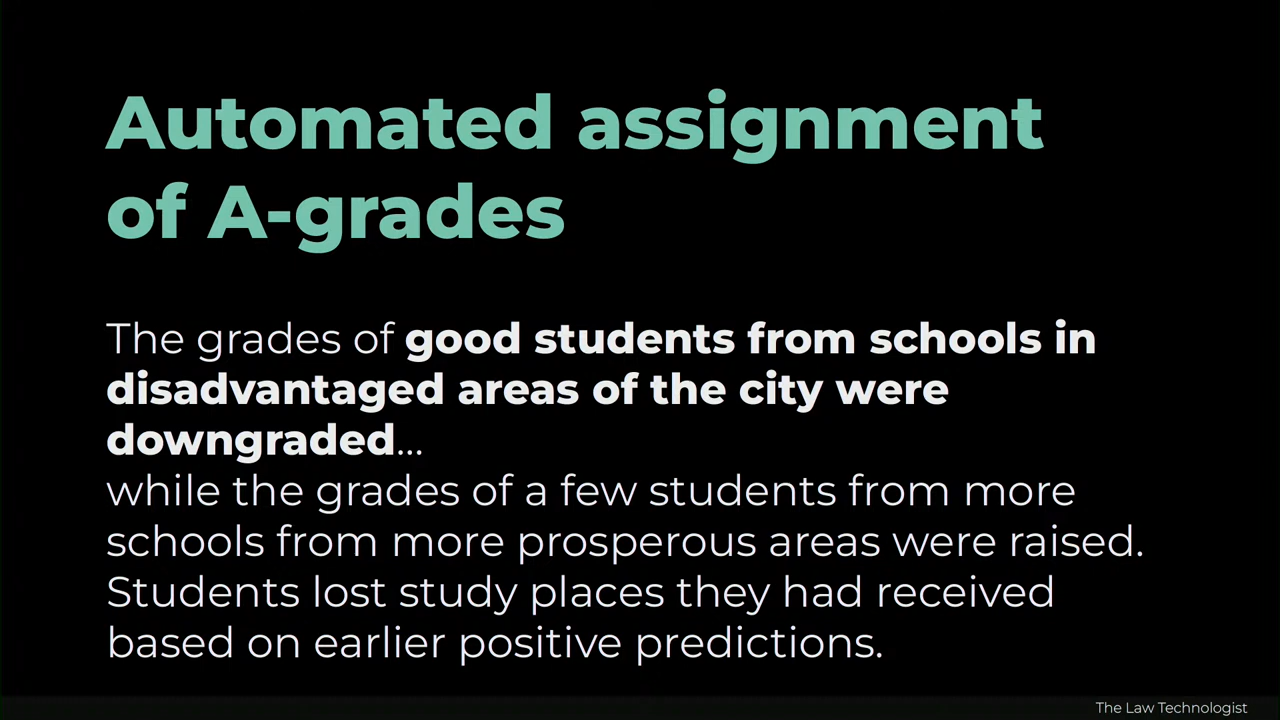 Automated assignment
of A-grades
The grades of good students from schools in
disadvantaged areas of the city were
downgraded...
while the grades of a few students from more
schools from more prosperous areas were raised.
Students lost study places they had received
based on earlier positive predictions.
The Law Technologist